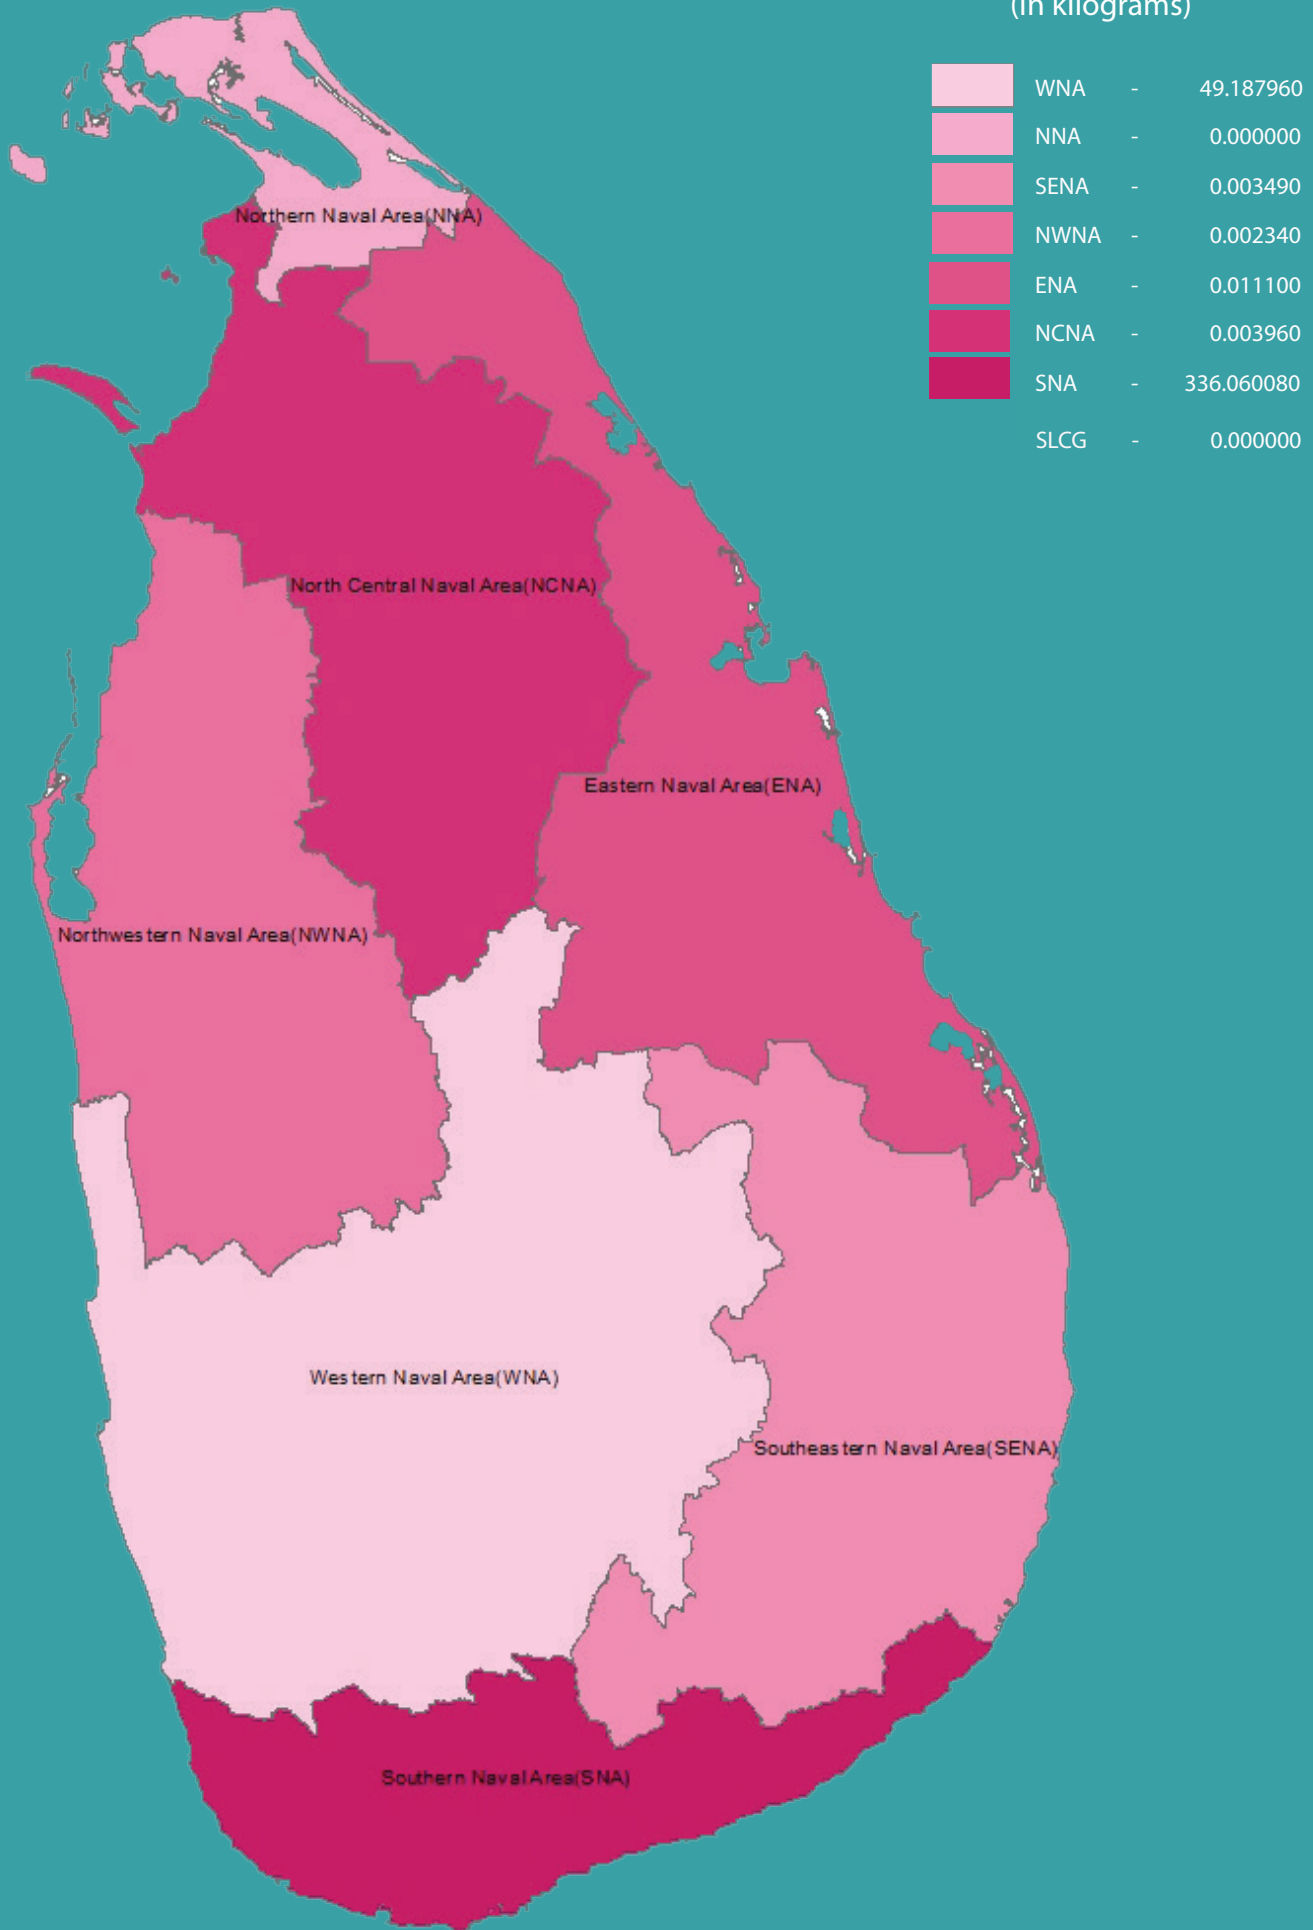 (in kilograms)
WNA - 49.187960
NNA - 0.000000
SENA - 0.003490
NWNA - 0.002340
ENA - 0.011100
NCNA - 0.003960
SNA - 336.060080
SLCG - 0.000000
Northern Naval Area(NNA)
North Central Naval Area(NCNA)
Eastern Naval Area(ENA)
Northwestern Naval Area(NWNA)
Western Naval Area(WNA)
Southeastern Naval Area(SENA)
Southern Naval Area(SNA)